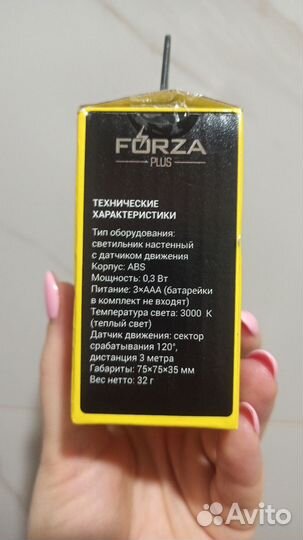 FORZA
PLUS
ТЕХНИЧЕСКИЕ
ХАРАКТЕРИСТИКИ
Тип оборудования:
светильник настенный
с датчиком движения
Корпус: ABS
Мощность: 0,3 Вт
Питание: 3×ААА (батарейки
в комплект не входят)
Температура света: 3000 К
(теплый свет)
Датчик движения: сектор
срабатывания 120°,
дистанция 3 метра
Габариты: 75×75×35 мм
Вес нетто: 32 г
Avito